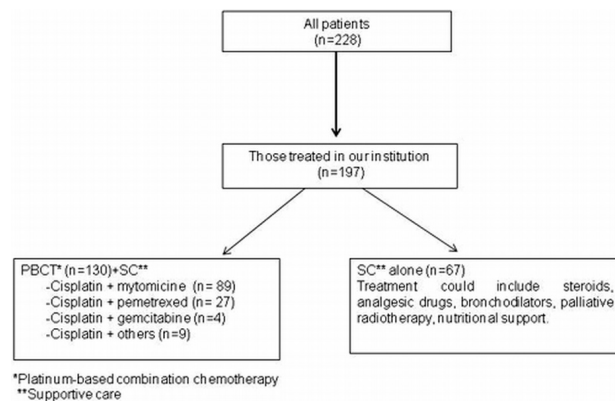 All patients
(n=228)
Those treated in our institution
(n=197)
PBCT* (n=130)+SC**
-Cisplatin + mytomicine (n= 89)
-Cisplatin + pemetrexed (n= 27)
-Cisplatin + gemcitabine (n=4)
-Cisplatin + others (n=9)
SC** alone (n=67)
Treatment could include steroids,
analgesic drugs, bronchodilators, palliative
radiotherapy, nutritional support.
*Platinum-based combination chemotherapy
**Supportive care